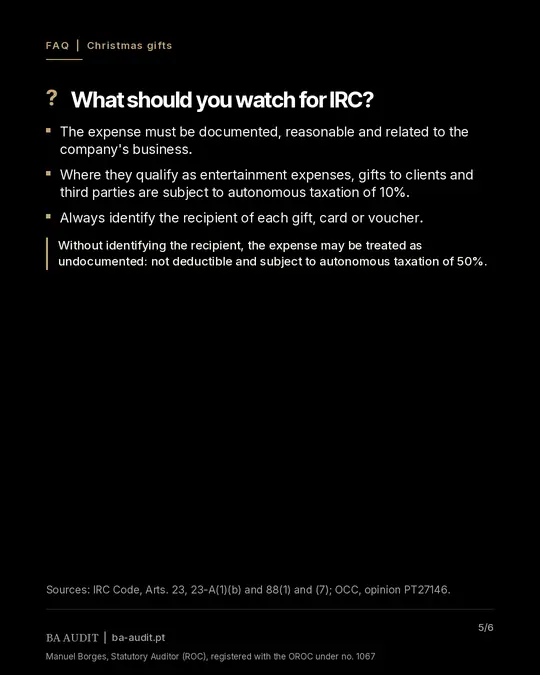 FAQ | Christmas gifts
? What should you watch for IRC?
▪ The expense must be documented, reasonable and related to the
company's business.
▪ Where they qualify as entertainment expenses, gifts to clients and
third parties are subject to autonomous taxation of 10%.
▪ Always identify the recipient of each gift, card or voucher.
Without identifying the recipient, the expense may be treated as
undocumented: not deductible and subject to autonomous taxation of 50%.
Sources: IRC Code, Arts. 23, 23-A(1)(b) and 88(1) and (7); OCC, opinion PT27146.
5/6
BA AUDIT | ba-audit.pt
Manuel Borges, Statutory Auditor (ROC), registered with the OROC under no. 1067